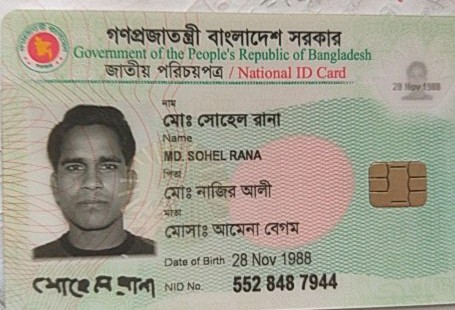 গণপ্রজাতন্ত্রী বাংলাদেশ সরকার
Government of the People's Republic of Bangladesh
জাতীয় পরিচয়পত্র / National ID Card
28 Nov 1988
নাম
মোঃ সোহেল রানা
Name
MD. SOHEL RANA
পিতা
মোঃ নাজির আলী
মাতা
মোসাঃ আমেনা বেগম
Date of Birth 28 Nov 1988
সোহেল রানা NID No. 552 848 7944